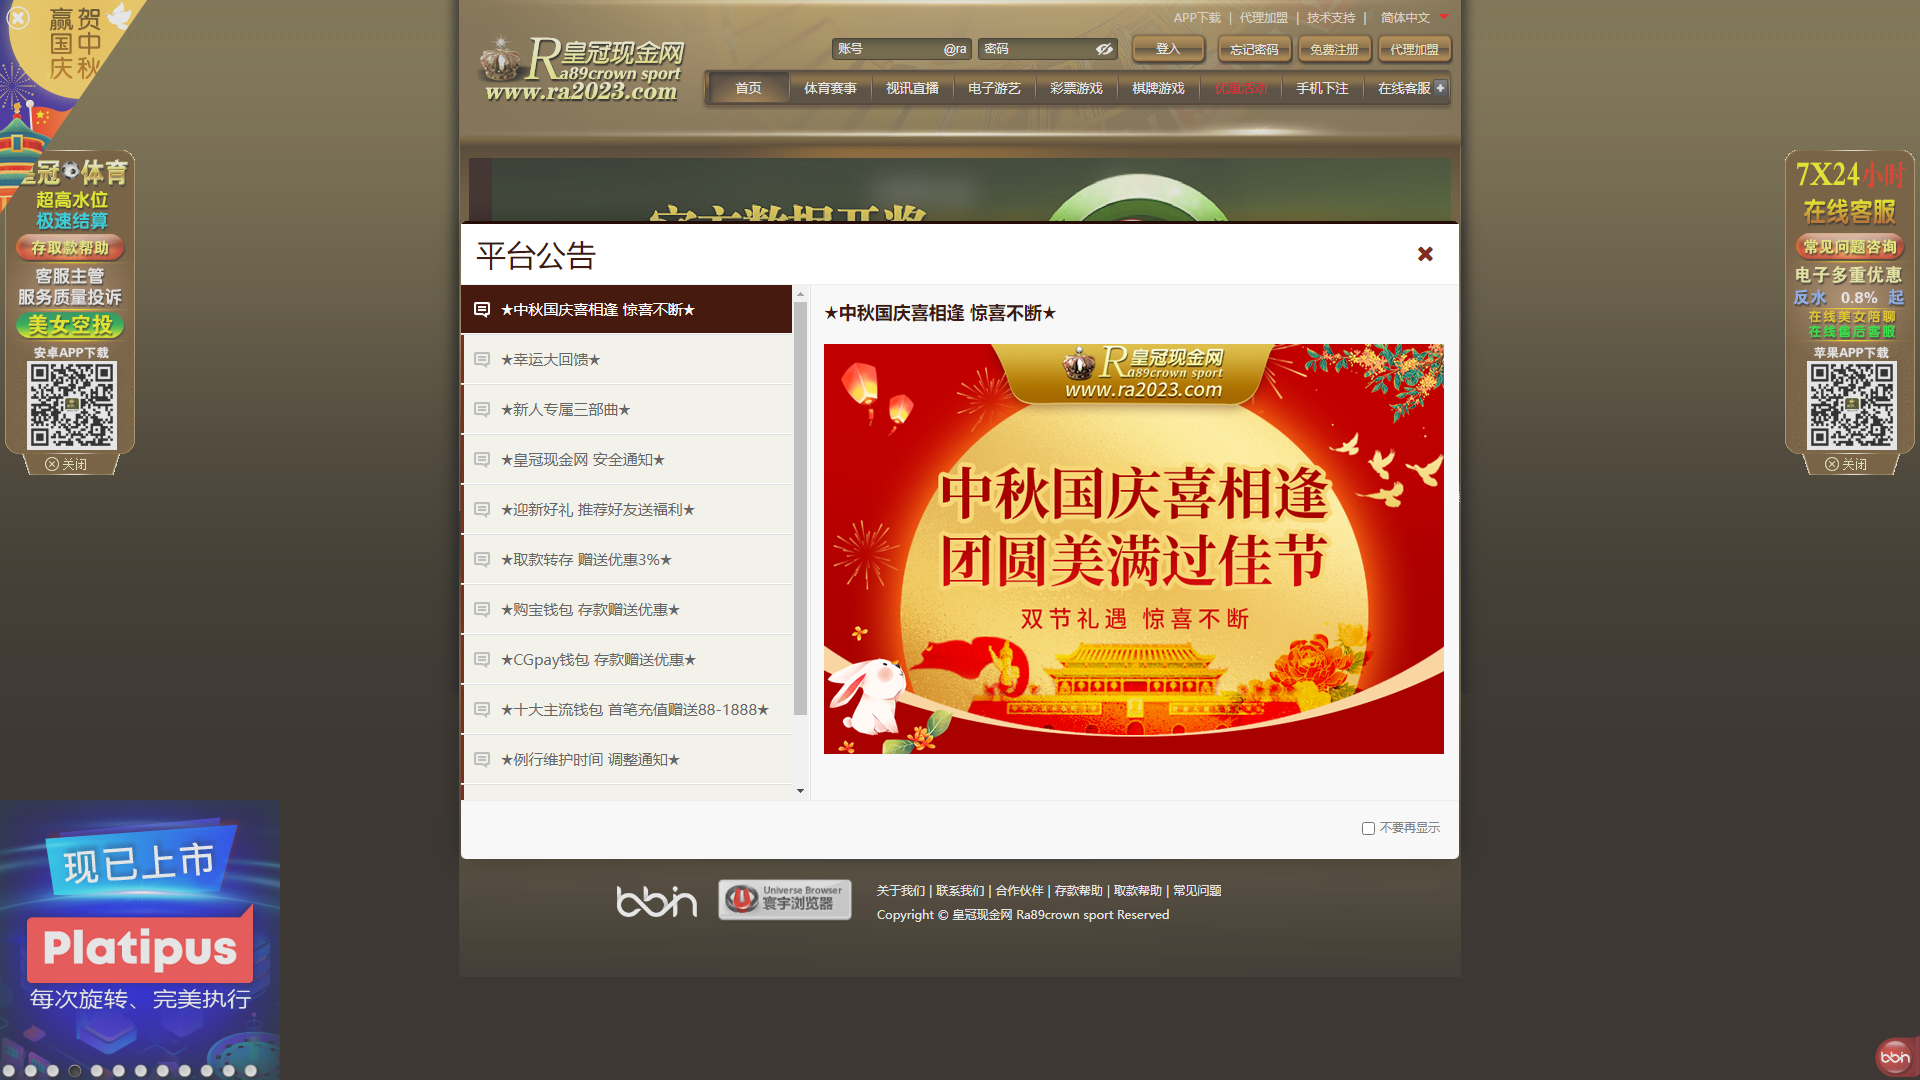 贺中秋
赢国庆
APP下载 | 代理加盟 | 技术支持 | 简体中文
R皇冠现金网
a89crown sport
www.ra2023.com
账号 @ra 密码 登入 忘记密码 免费注册 代理加盟
首页 体育赛事 视讯直播 电子游艺 彩票游戏 棋牌游戏 优惠活动 手机下注 在线客服
官方数据开奖
皇冠体育
超高水位
极速结算
存取款帮助
客服主管
服务质量投诉
美女空投
安卓APP下载
关闭
7X24小时
在线客服
常见问题咨询
电子多重优惠
反水 0.8% 起
在线美女陪聊
在线售后客服
苹果APP下载
关闭
平台公告
★中秋国庆喜相逢 惊喜不断★
★幸运大回馈★
★新人专属三部曲★
★皇冠现金网 安全通知★
★迎新好礼 推荐好友送福利★
★取款转存 赠送优惠3%★
★购宝钱包 存款赠送优惠★
★CGpay钱包 存款赠送优惠★
★十大主流钱包 首笔充值赠送88-1888★
★例行维护时间 调整通知★
★中秋国庆喜相逢 惊喜不断★
R皇冠现金网
a89crown sport
www.ra2023.com
中秋国庆喜相逢
团圆美满过佳节
双节礼遇 惊喜不断
不要再显示
现已上市
Platipus
每次旋转、完美执行
bbin
Universe Browser
寰宇浏览器
关于我们 | 联系我们 | 合作伙伴 | 存款帮助 | 取款帮助 | 常见问题
Copyright © 皇冠现金网 Ra89crown sport Reserved
bbin